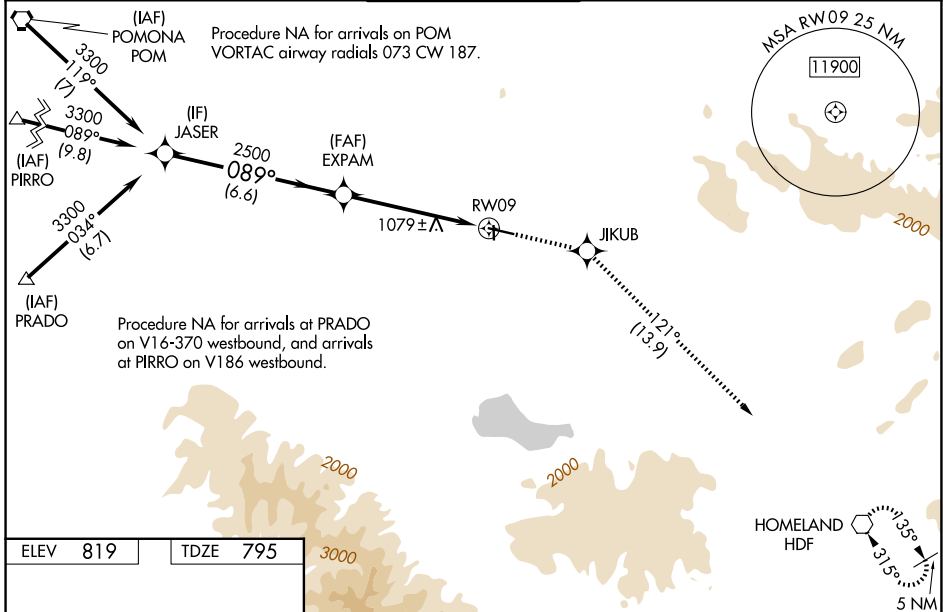 (IAF)
POMONA
POM
Procedure NA for arrivals on POM
VORTAC airway radials 073 CW 187.
MSA RW09 25 NM
11900
3300
119°
(7)
3300
089°
(9.8)
(IAF)
PIRRO
(IF)
JASER
2500
089°
(6.6)
(FAF)
EXPAM
RW09
1079±
JIKUB
2000
3300
034°
(6.7)
(IAF)
PRADO
121°
(13.9)
Procedure NA for arrivals at PRADO
on V16-370 westbound, and arrivals
at PIRRO on V186 westbound.
2000
2000
3000
HOMELAND
HDF
135°
315°
5 NM
ELEV 819
TDZE 795